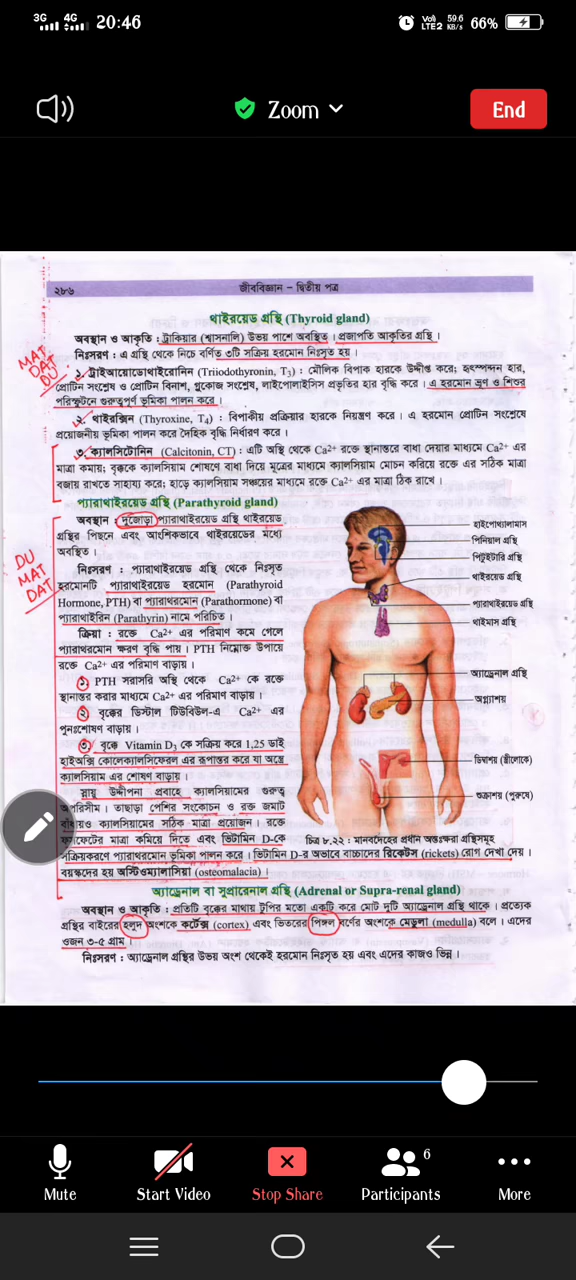 3G 4G 20:46
VoB LTE2 59.6 KB/s 66%
Zoom
End
২৮৬ জীববিজ্ঞান – দ্বিতীয় পত্র
থাইরয়েড গ্রন্থি (Thyroid gland)
অবস্থান ও আকৃতি : ট্রাকিয়ার (শ্বাসনালি) উভয় পাশে অবস্থিত। প্রজাপতি আকৃতির গ্রন্থি।
নিঃসরণ : এ গ্রন্থি থেকে নিচে বর্ণিত ৩টি সক্রিয় হরমোন নিঃসৃত হয়।
MAT
DAT
DU
১. ট্রাইআয়োডোথাইরোনিন (Triiodothyronin, T3) : মৌলিক বিপাক হারকে উদ্দীপ্ত করে; হৃৎস্পন্দন হার,
প্রোটিন সংশ্লেষ ও প্রোটিন বিনাশ, গ্লুকোজ সংশ্লেষ, লাইপোলাইসিস প্রভৃতির হার বৃদ্ধি করে। এ হরমোন ভ্রূণ ও শিশুর
পরিস্ফুটনে গুরুত্বপূর্ণ ভূমিকা পালন করে।
২. থাইরক্সিন (Thyroxine, T4) : বিপাকীয় প্রক্রিয়ার হারকে নিয়ন্ত্রণ করে। এ হরমোন প্রোটিন সংশ্লেষে
প্রয়োজনীয় ভূমিকা পালন করে দৈহিক বৃদ্ধি নির্ধারণ করে।
৩. ক্যালসিটোনিন (Calcitonin, CT) : এটি অস্থি থেকে Ca2+ রক্তে স্থানান্তরে বাধা দেয়ার মাধ্যমে Ca2+ এর
মাত্রা কমায়; বৃক্ককে ক্যালসিয়াম শোষণে বাধা দিয়ে মূত্রের মাধ্যমে ক্যালসিয়াম মোচন করিয়ে রক্তে এর সঠিক মাত্রা
বজায় রাখতে সাহায্য করে; হাড়ে ক্যালসিয়াম সঞ্চয়ের মাধ্যমে রক্তে Ca2+ এর মাত্রা ঠিক রাখে।
প্যারাথাইরয়েড গ্রন্থি (Parathyroid gland)
অবস্থান : দুজোড়া প্যারাথাইরয়েড গ্রন্থি থাইরয়েড
গ্রন্থির পিছনে এবং আংশিকভাবে থাইরয়েডের মধ্যে
অবস্থিত।
DU
MAT
DAT
নিঃসরণ : প্যারাথাইরয়েড গ্রন্থি থেকে নিঃসৃত
হরমোনটি প্যারাথাইরয়েড হরমোন (Parathyroid
Hormone, PTH) বা প্যারাথরমোন (Parathormone) বা
প্যারাথাইরিন (Parathyrin) নামে পরিচিত।
ক্রিয়া : রক্তে Ca2+ এর পরিমাণ কমে গেলে
প্যারাথরমোন ক্ষরণ বৃদ্ধি পায়। PTH নিম্নোক্ত উপায়ে
রক্তে Ca2+ এর পরিমাণ বাড়ায়।
১. PTH সরাসরি অস্থি থেকে Ca2+ কে রক্তে
স্থানান্তর করার মাধ্যমে Ca2+ এর পরিমাণ বাড়ায়।
২. বৃক্কের ডিস্টাল টিউবিউল-এ Ca2+ এর
পুনঃশোষণ বাড়ায়।
৩. বৃক্কে Vitamin D3 কে সক্রিয় করে 1,25 ডাই
হাইঅক্সি কোলেক্যালসিফেরল এর রূপান্তর করে যা অন্ত্রে
ক্যালসিয়াম এর শোষণ বাড়ায়।
স্নায়ু উদ্দীপনা প্রবাহে ক্যালসিয়ামের গুরুত্ব
অপরিসীম। তাছাড়া পেশির সংকোচন ও রক্ত জমাট
বাঁধায়ও ক্যালসিয়ামের সঠিক মাত্রা প্রয়োজন। রক্তে
ফসফেটের মাত্রা কমিয়ে দিতে এবং ভিটামিন D-কে
সক্রিয়করণে প্যারাথরমোন ভূমিকা পালন করে। ভিটামিন D-র অভাবে বাচ্চাদের রিকেটস (rickets) রোগ দেখা দেয়।
বয়স্কদের হয় অস্টিওম্যালাসিয়া (osteomalacia)।
হাইপোথ্যালামাস
পিনিয়াল গ্রন্থি
পিটুইটারি গ্রন্থি
থাইরয়েড গ্রন্থি
প্যারাথাইরয়েড গ্রন্থি
থাইমাস গ্রন্থি
অ্যাড্রেনাল গ্রন্থি
অগ্ন্যাশয়
ডিম্বাশয় (স্ত্রীলোকে)
শুক্রাশয় (পুরুষে)
চিত্র ৮.২২ : মানবদেহের প্রধান অন্তঃক্ষরা গ্রন্থিসমূহ
অ্যাড্রেনাল বা সুপ্রারেনাল গ্রন্থি (Adrenal or Supra-renal gland)
অবস্থান ও আকৃতি : প্রতিটি বৃক্কের মাথায় টুপির মতো একটি করে মোট দুটি অ্যাড্রেনাল গ্রন্থি থাকে। প্রত্যেক
গ্রন্থির বাইরের হলুদ অংশকে কর্টেক্স (cortex) এবং ভিতরের পিঙ্গল বর্ণের অংশকে মেডুলা (medulla) বলে। এদের
ওজন ৩-৫ গ্রাম।
নিঃসরণ : অ্যাড্রেনাল গ্রন্থির উভয় অংশ থেকেই হরমোন নিঃসৃত হয় এবং এদের কাজও ভিন্ন।
6
Mute Start Video Stop Share Participants More